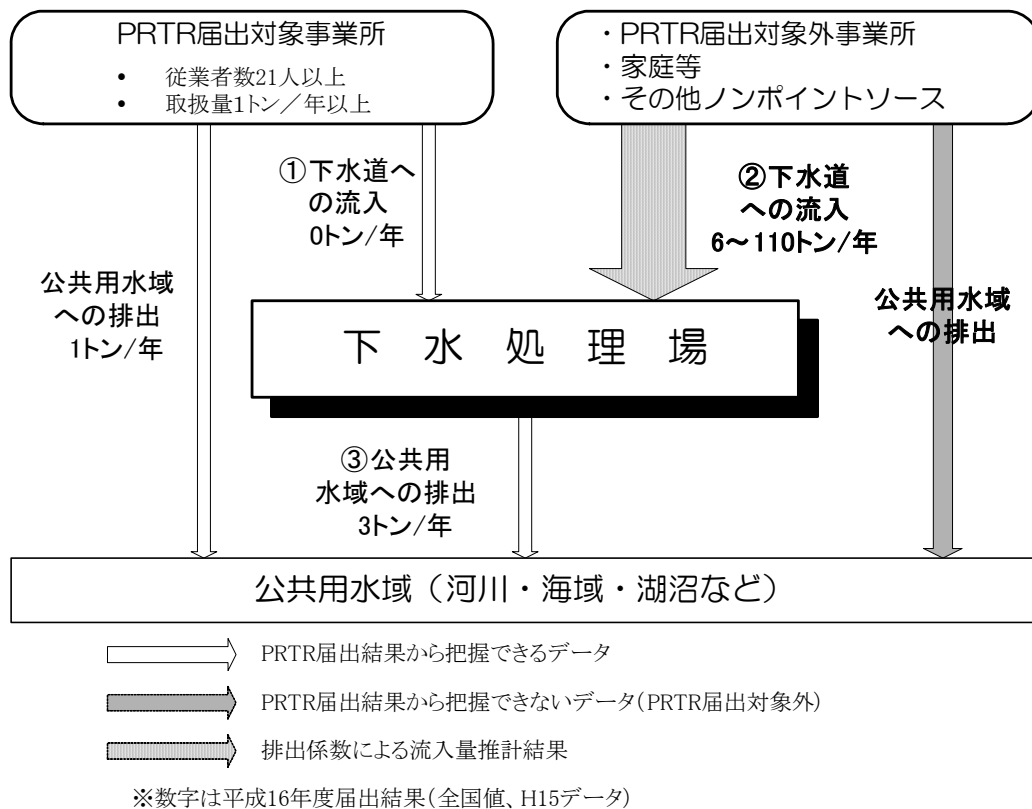 PRTR届出対象事業所
• 従業者数21人以上
• 取扱量1トン／年以上
・PRTR届出対象外事業所
・家庭等
・その他ノンポイントソース
①下水道へ
の流入
0トン/年
②下水道
への流入
6～110トン/年
公共用水域
への排出
1トン/年
公共用水域
への排出
下水処理場
③公共用
水域への排出
3トン/年
公共用水域（河川・海域・湖沼など）
PRTR届出結果から把握できるデータ
PRTR届出結果から把握できないデータ(PRTR届出対象外)
排出係数による流入量推計結果
※数字は平成16年度届出結果(全国値、H15データ)